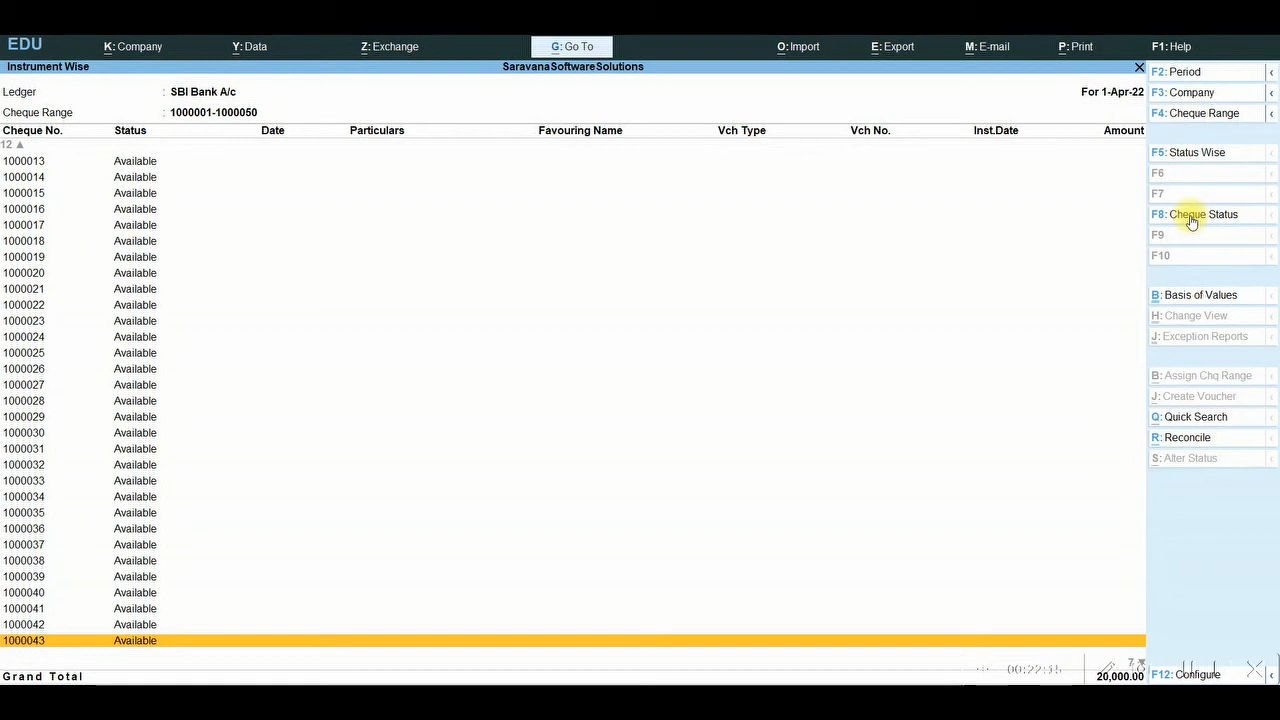 EDU
K: Company Y: Data Z: Exchange G: Go To O: Import E: Export M: E-mail P: Print F1: Help
Instrument Wise SaravanaSoftwareSolutions
Ledger : SBI Bank A/c For 1-Apr-22
Cheque Range : 1000001-1000050
Cheque No. Status Date Particulars Favouring Name Vch Type Vch No. Inst.Date Amount
12 ▲
1000013 Available
1000014 Available
1000015 Available
1000016 Available
1000017 Available
1000018 Available
1000019 Available
1000020 Available
1000021 Available
1000022 Available
1000023 Available
1000024 Available
1000025 Available
1000026 Available
1000027 Available
1000028 Available
1000029 Available
1000030 Available
1000031 Available
1000032 Available
1000033 Available
1000034 Available
1000035 Available
1000036 Available
1000037 Available
1000038 Available
1000039 Available
1000040 Available
1000041 Available
1000042 Available
1000043 Available
7 ▼
00:22:15
Grand Total 20,000.00
F2: Period
F3: Company
F4: Cheque Range
F5: Status Wise
F6
F7
F8: Cheque Status
F9
F10
B: Basis of Values
H: Change View
J: Exception Reports
B: Assign Chq Range
J: Create Voucher
Q: Quick Search
R: Reconcile
S: Alter Status
F12: Configure